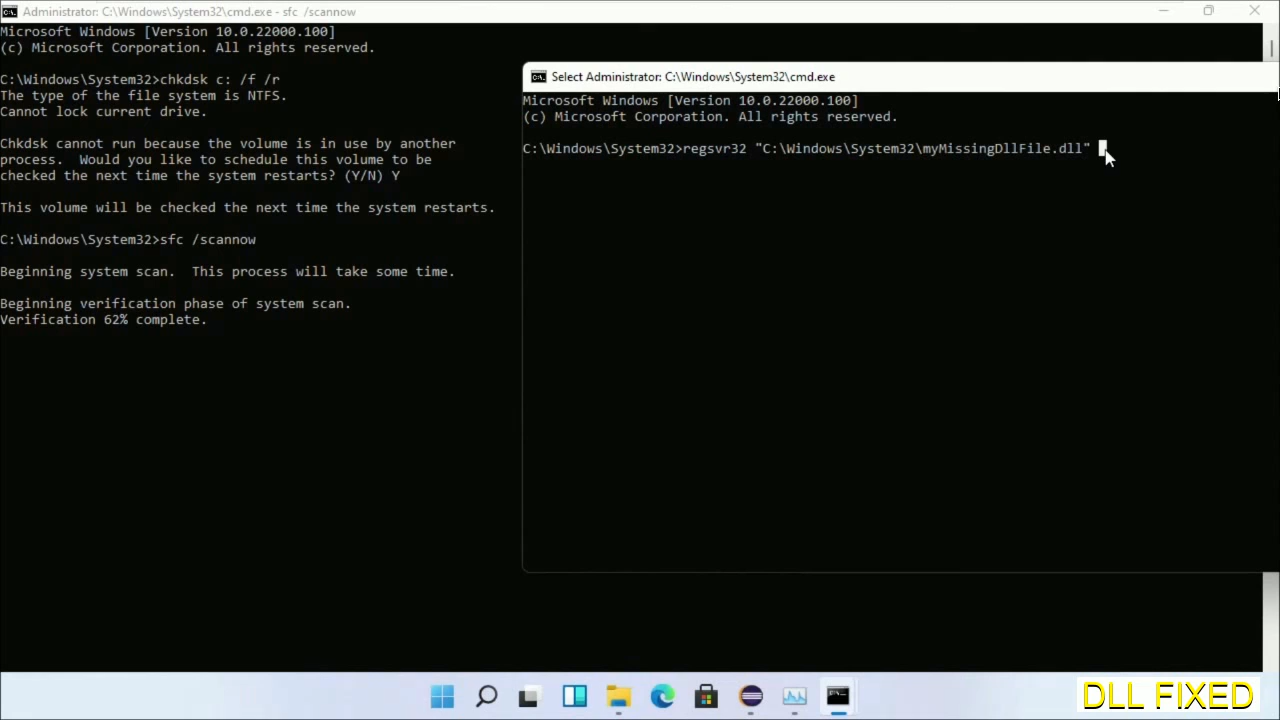 Administrator: C:\Windows\System32\cmd.exe - sfc /scannow
Microsoft Windows [Version 10.0.22000.100]
(c) Microsoft Corporation. All rights reserved.
C:\Windows\System32>chkdsk c: /f /r
The type of the file system is NTFS.
Cannot lock current drive.
Chkdsk cannot run because the volume is in use by another
process.  Would you like to schedule this volume to be
checked the next time the system restarts? (Y/N) Y
This volume will be checked the next time the system restarts.
C:\Windows\System32>sfc /scannow
Beginning system scan.  This process will take some time.
Beginning verification phase of system scan.
Verification 62% complete.
Select Administrator: C:\Windows\System32\cmd.exe
Microsoft Windows [Version 10.0.22000.100]
(c) Microsoft Corporation. All rights reserved.
C:\Windows\System32>regsvr32 "C:\Windows\System32\myMissingDllFile.dll"
DLL FIXED